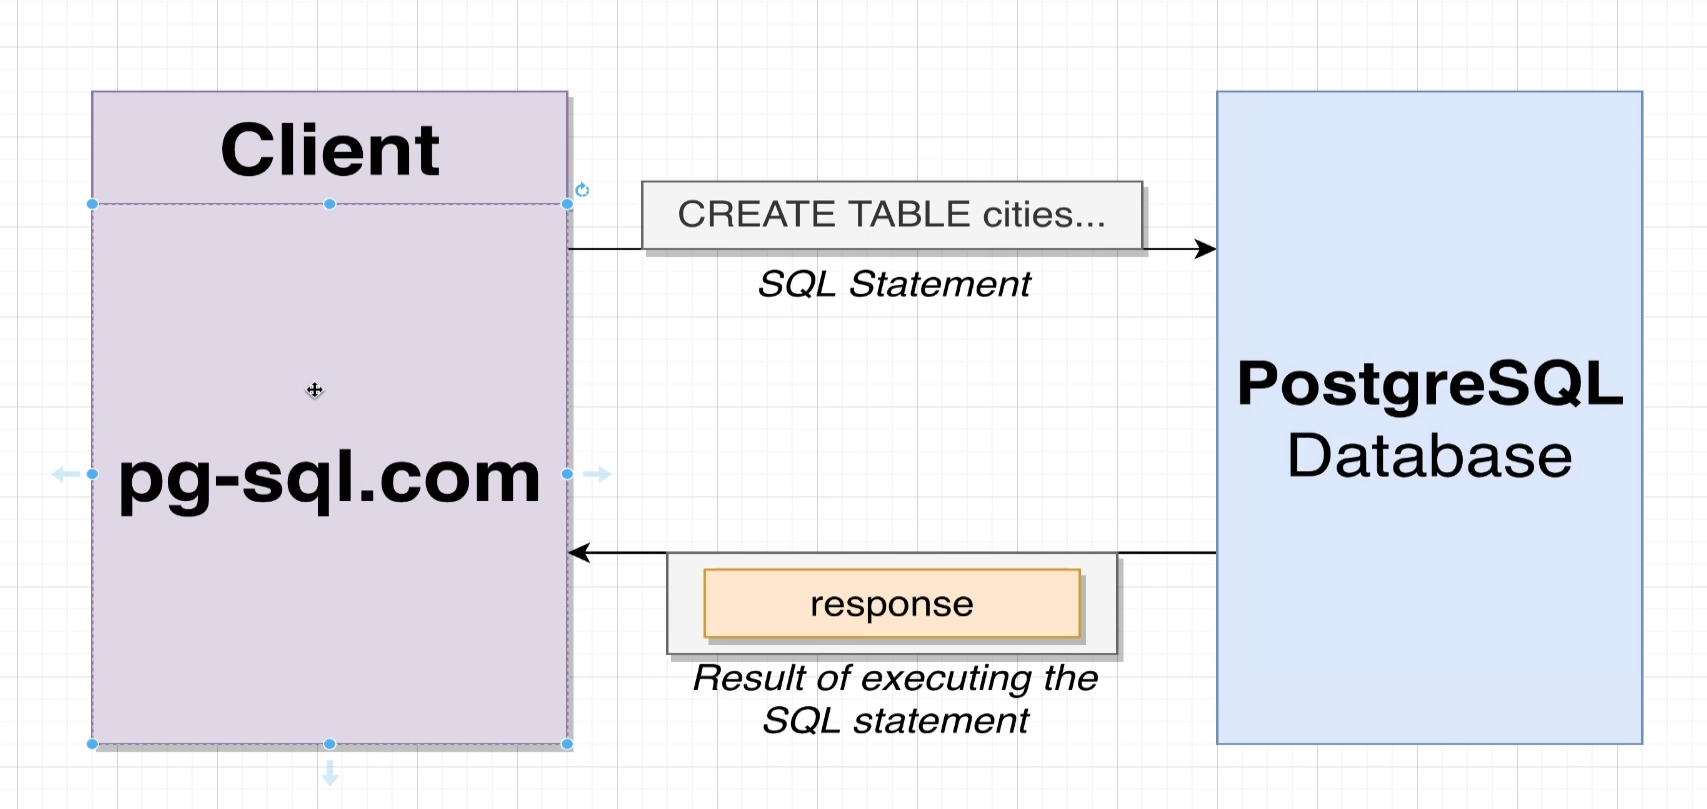 Client
CREATE TABLE cities...
SQL Statement
pg-sql.com
PostgreSQL
Database
response
Result of executing the
SQL statement